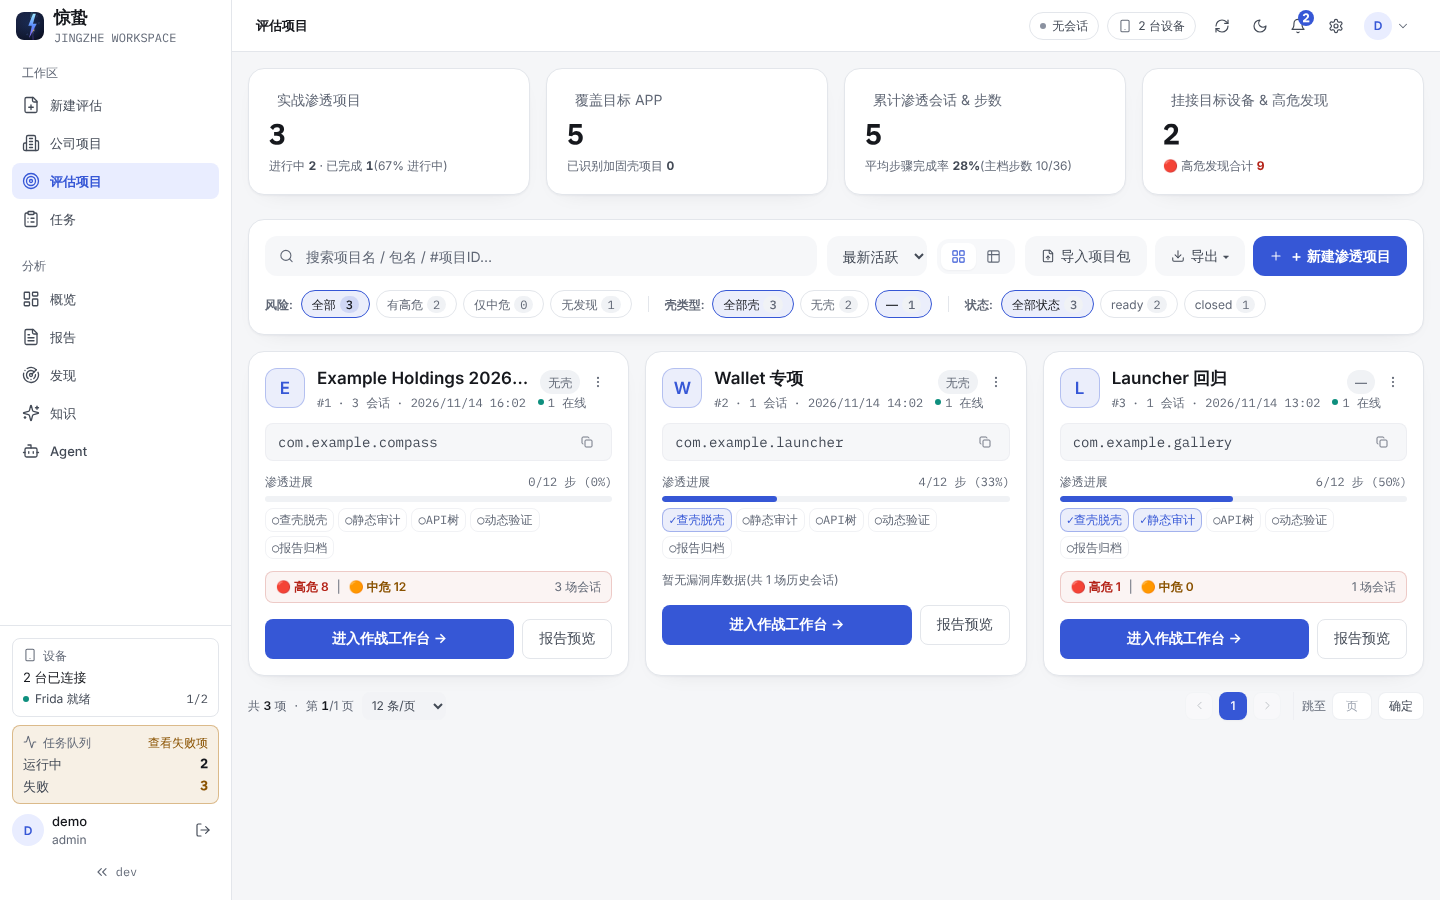 惊蛰
JINGZHE WORKSPACE
工作区
新建评估
公司项目
评估项目
任务
分析
概览
报告
发现
知识
Agent
设备
2 台已连接
Frida 就绪 1/2
任务队列 查看失败项
运行中 2
失败 3
D demo
admin
dev
评估项目
无会话 2 台设备 2 D
实战渗透项目
3
进行中 2 · 已完成 1(67% 进行中)
覆盖目标 APP
5
已识别加固壳项目 0
累计渗透会话 & 步数
5
平均步骤完成率 28%(主档步数 10/36)
挂接目标设备 & 高危发现
2
高危发现合计 9
搜索项目名 / 包名 / #项目ID... 最新活跃 导入项目包 导出 + 新建渗透项目
风险: 全部 3 有高危 2 仅中危 0 无发现 1 壳类型: 全部壳 3 无壳 2 — 1 状态: 全部状态 3 ready 2 closed 1
E Example Holdings 2026... 无壳
#1 · 3 会话 · 2026/11/14 16:02 1 在线
com.example.compass
渗透进展 0/12 步 (0%)
○查壳脱壳 ○静态审计 ○API树 ○动态验证
○报告归档
高危 8 | 中危 12 3 场会话
进入作战工作台 → 报告预览
W Wallet 专项 无壳
#2 · 1 会话 · 2026/11/14 14:02 1 在线
com.example.launcher
渗透进展 4/12 步 (33%)
✓查壳脱壳 ○静态审计 ○API树 ○动态验证
○报告归档
暂无漏洞库数据(共 1 场历史会话)
进入作战工作台 → 报告预览
L Launcher 回归 —
#3 · 1 会话 · 2026/11/14 13:02 1 在线
com.example.gallery
渗透进展 6/12 步 (50%)
✓查壳脱壳 ✓静态审计 ○API树 ○动态验证
○报告归档
高危 1 | 中危 0 1 场会话
进入作战工作台 → 报告预览
共 3 项 · 第 1/1 页 12 条/页 1 跳至 页 确定